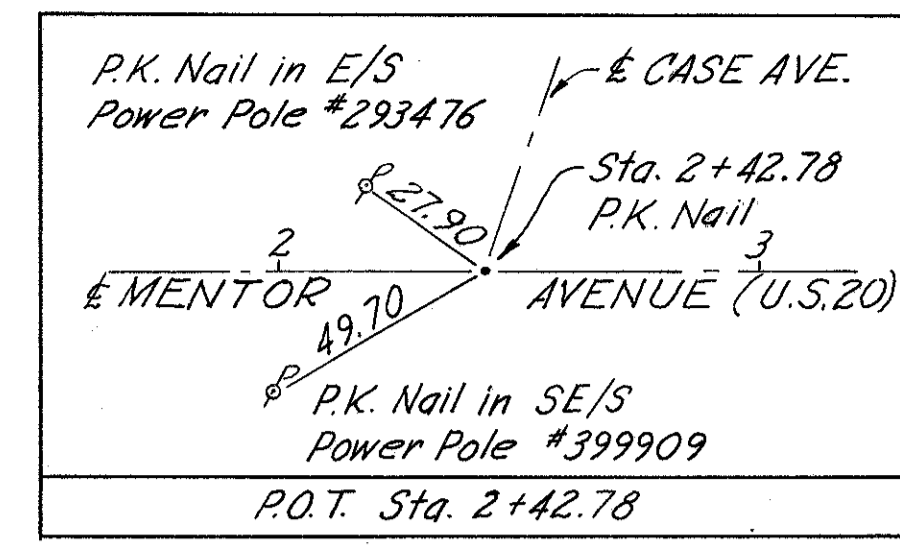 P.K. Nail in E/S
Power Pole #293476
℄ CASE AVE.
Sta. 2+42.78
P.K. Nail
27.90
2
3
℄ MENTOR AVENUE (U.S.20)
49.70
P.K. Nail in SE/S
Power Pole #399909
P.O.T. Sta. 2+42.78